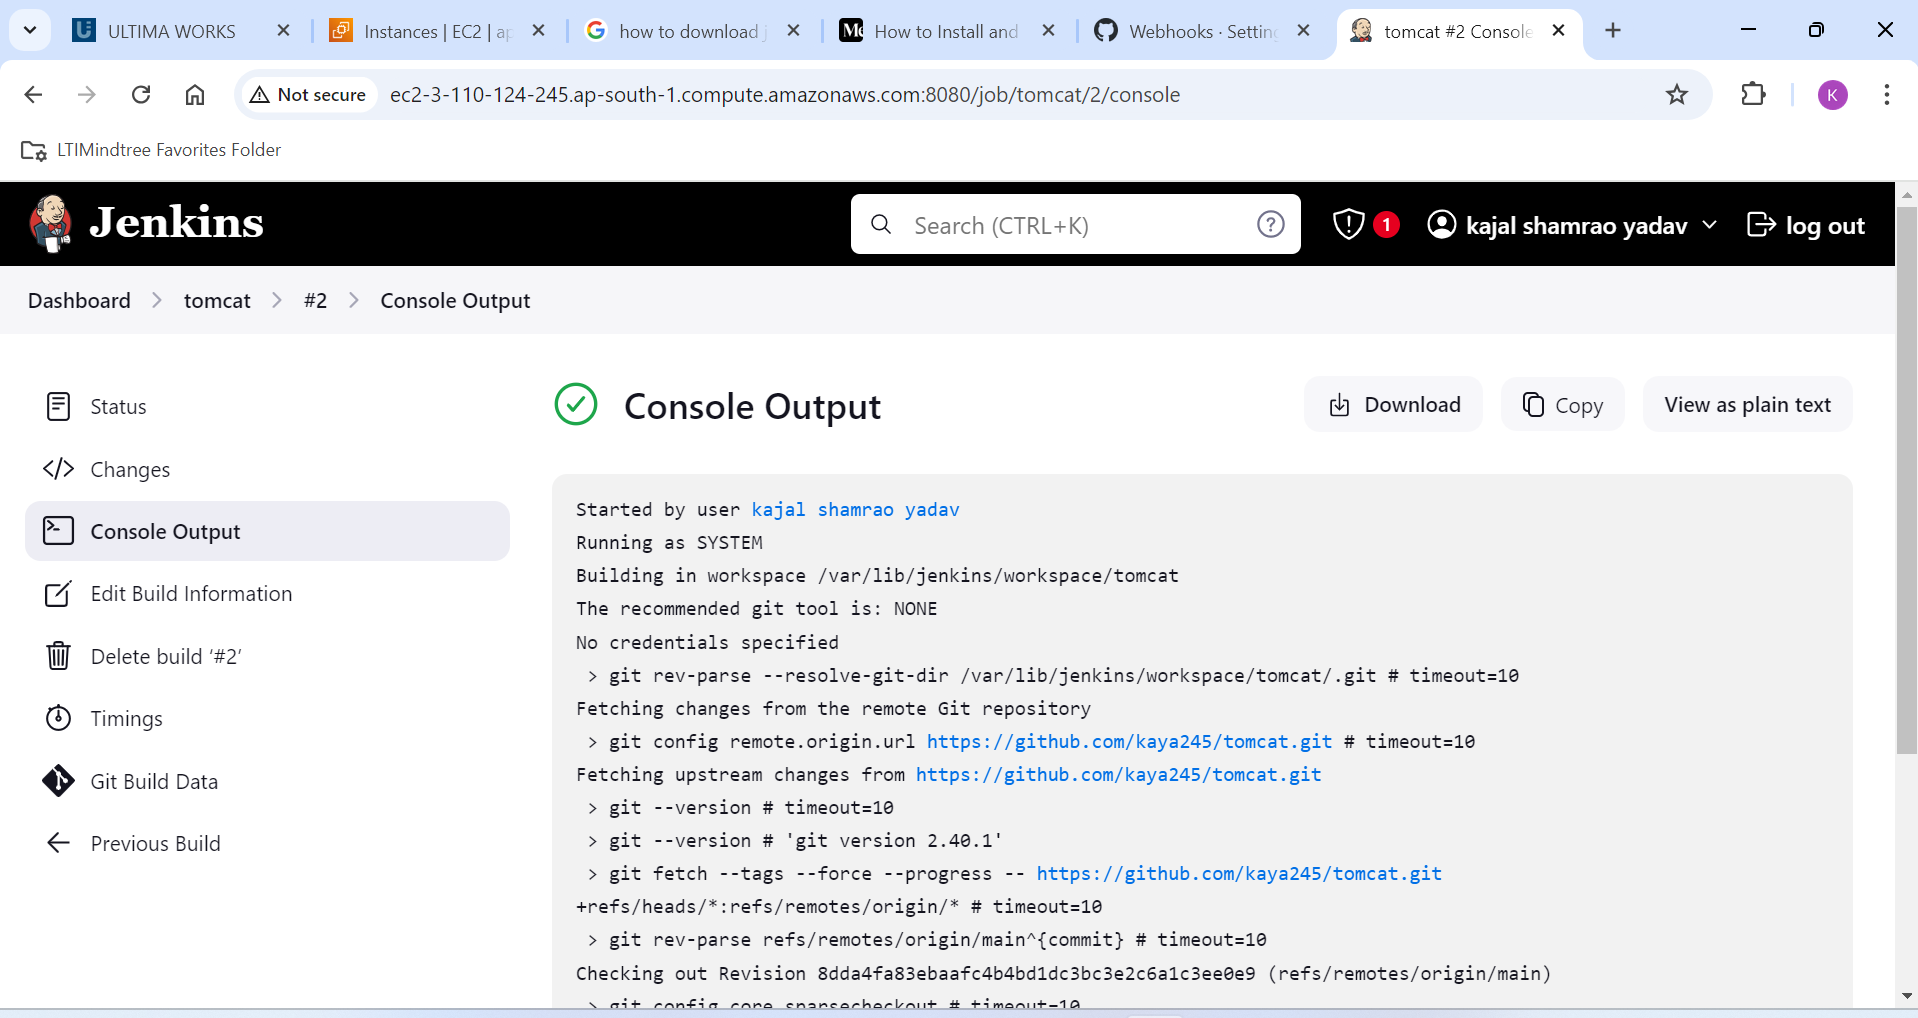 ULTIMA WORKS
Instances | EC2 | ap
how to download j
How to Install and
Webhooks · Setting
tomcat #2 Console
Not secure
ec2-3-110-124-245.ap-south-1.compute.amazonaws.com:8080/job/tomcat/2/console
K
LTIMindtree Favorites Folder
Jenkins
Search (CTRL+K)
1
kajal shamrao yadav
log out
Dashboard
tomcat
#2
Console Output
Status
Changes
Console Output
Edit Build Information
Delete build ‘#2’
Timings
Git Build Data
Previous Build
Console Output
Download
Copy
View as plain text
Started by user kajal shamrao yadav
Running as SYSTEM
Building in workspace /var/lib/jenkins/workspace/tomcat
The recommended git tool is: NONE
No credentials specified
> git rev-parse --resolve-git-dir /var/lib/jenkins/workspace/tomcat/.git # timeout=10
Fetching changes from the remote Git repository
> git config remote.origin.url https://github.com/kaya245/tomcat.git # timeout=10
Fetching upstream changes from https://github.com/kaya245/tomcat.git
> git --version # timeout=10
> git --version # 'git version 2.40.1'
> git fetch --tags --force --progress -- https://github.com/kaya245/tomcat.git
+refs/heads/*:refs/remotes/origin/* # timeout=10
> git rev-parse refs/remotes/origin/main^{commit} # timeout=10
Checking out Revision 8dda4fa83ebaafc4b4bd1dc3bc3e2c6a1c3ee0e9 (refs/remotes/origin/main)
> git config core.sparsecheckout # timeout=10